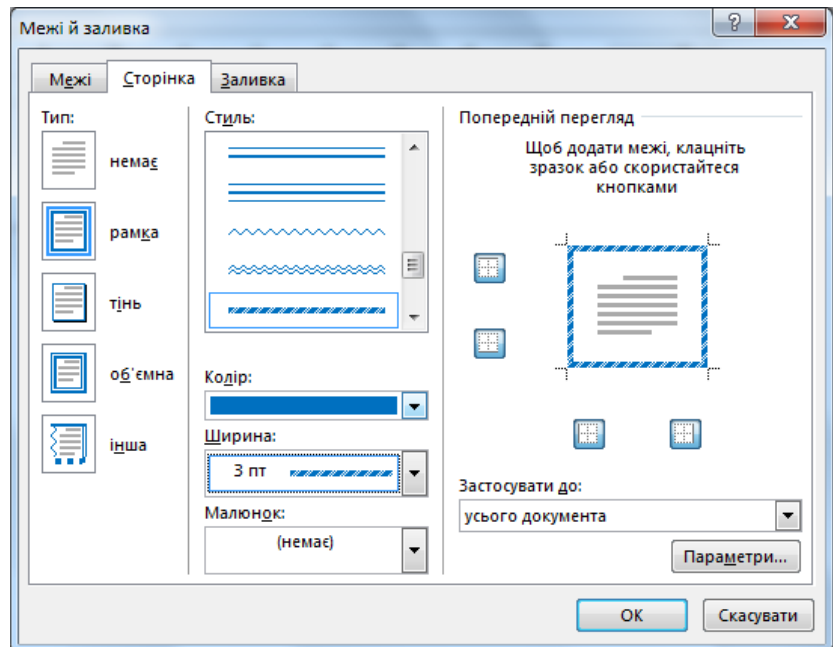 Межі й заливка
Межі
Сторінка
Заливка
Тип:
немає
рамка
тінь
об'ємна
інша
Стиль:
Колір:
Ширина:
3 пт
Малюнок:
(немає)
Попередній перегляд
Щоб додати межі, клацніть
зразок або скористайтеся
кнопками
Застосувати до:
усього документа
Параметри...
ОК
Скасувати